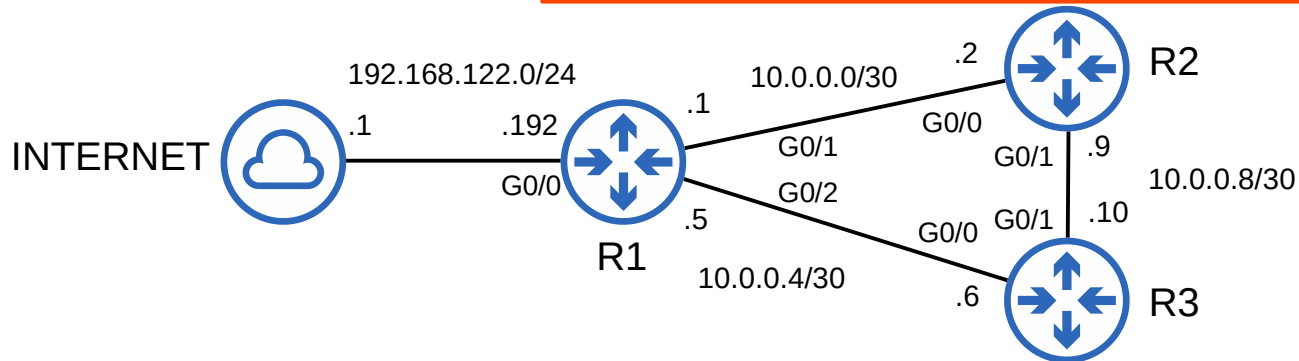 192.168.122.0/24
10.0.0.0/30
.2
R2
INTERNET
.1
.192
G0/0
R1
.1
G0/1
G0/0
G0/1
.9
10.0.0.8/30
.5
G0/2
G0/0
G0/1
.10
10.0.0.4/30
.6
R3